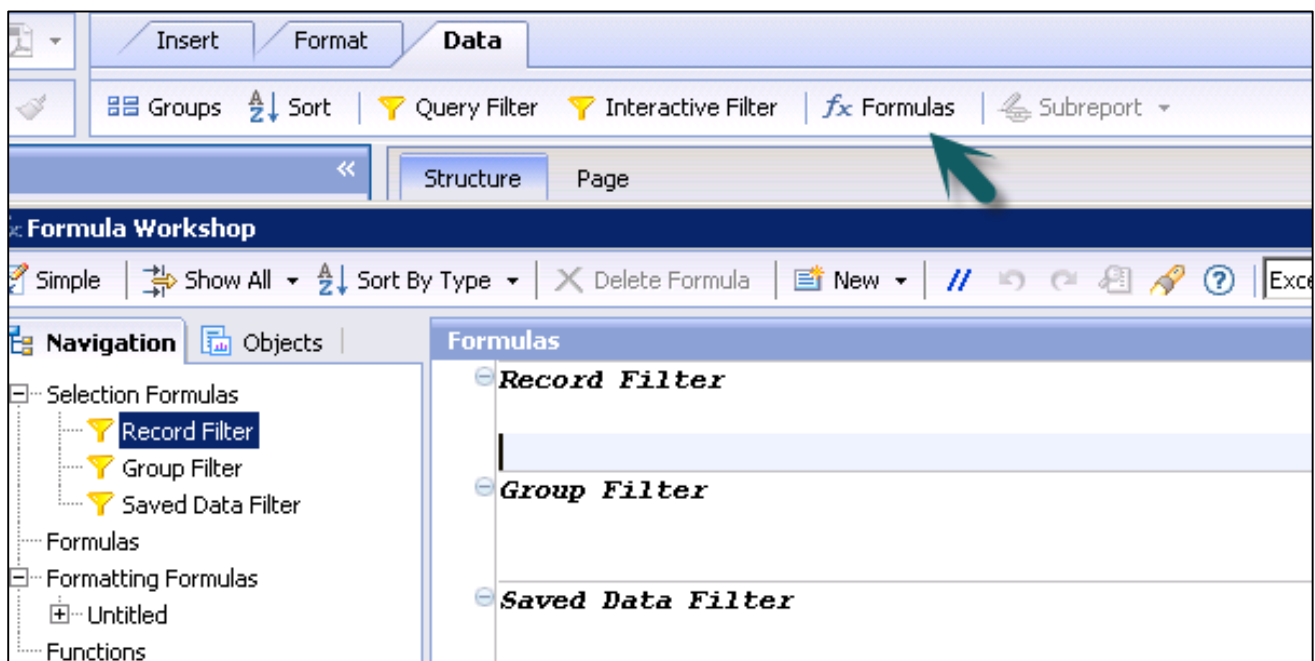 Insert Format Data
Groups Sort Query Filter Interactive Filter fx Formulas Subreport
Structure Page
Formula Workshop
Simple Show All Sort By Type Delete Formula New // Exce
Navigation Objects Formulas
Record Filter
Selection Formulas
Record Filter
Group Filter
Group Filter
Saved Data Filter
Formulas
Formatting Formulas
Saved Data Filter
Untitled
Functions